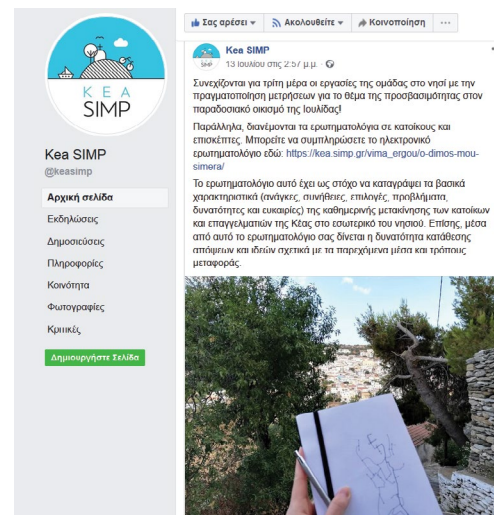 KEA
SIMP
Kea SIMP
@keasimp
Αρχική σελίδα
Εκδηλώσεις
Δημοσιεύσεις
Πληροφορίες
Κοινότητα
Φωτογραφίες
Κριτικές
Δημιουργήστε Σελίδα
Σας αρέσει
Ακολουθείτε
Κοινοποίηση
SIMP
Kea SIMP
13 Ιουλίου στις 2:57 μ.μ. ·
Συνεχίζονται για τρίτη μέρα οι εργασίες της ομάδας στο νησί με την
πραγματοποίηση μετρήσεων για το θέμα της προσβασιμότητας στον
παραδοσιακό οικισμό της Ιουλίδας!
Παράλληλα, διανέμονται τα ερωτηματολόγια σε κατοίκους και
επισκέπτες. Μπορείτε να συμπληρώσετε το ηλεκτρονικό
ερωτηματολόγιο εδώ: https://kea.simp.gr/vima_ergou/o-dimos-mou-
simera/
Το ερωτηματολόγιο αυτό έχει ως στόχο να καταγράψει τα βασικά
χαρακτηριστικά (ανάγκες, συνήθειες, επιλογές, προβλήματα,
δυνατότητες και ευκαιρίες) της καθημερινής μετακίνησης των κατοίκων
και επαγγελματιών της Κέας στο εσωτερικό του νησιού. Επίσης, μέσα
από αυτό το ερωτηματολόγιο σας δίνεται η δυνατότητα κατάθεσης
απόψεων και ιδεών σχετικά με τα παρεχόμενα μέσα και τρόπους
μεταφοράς.